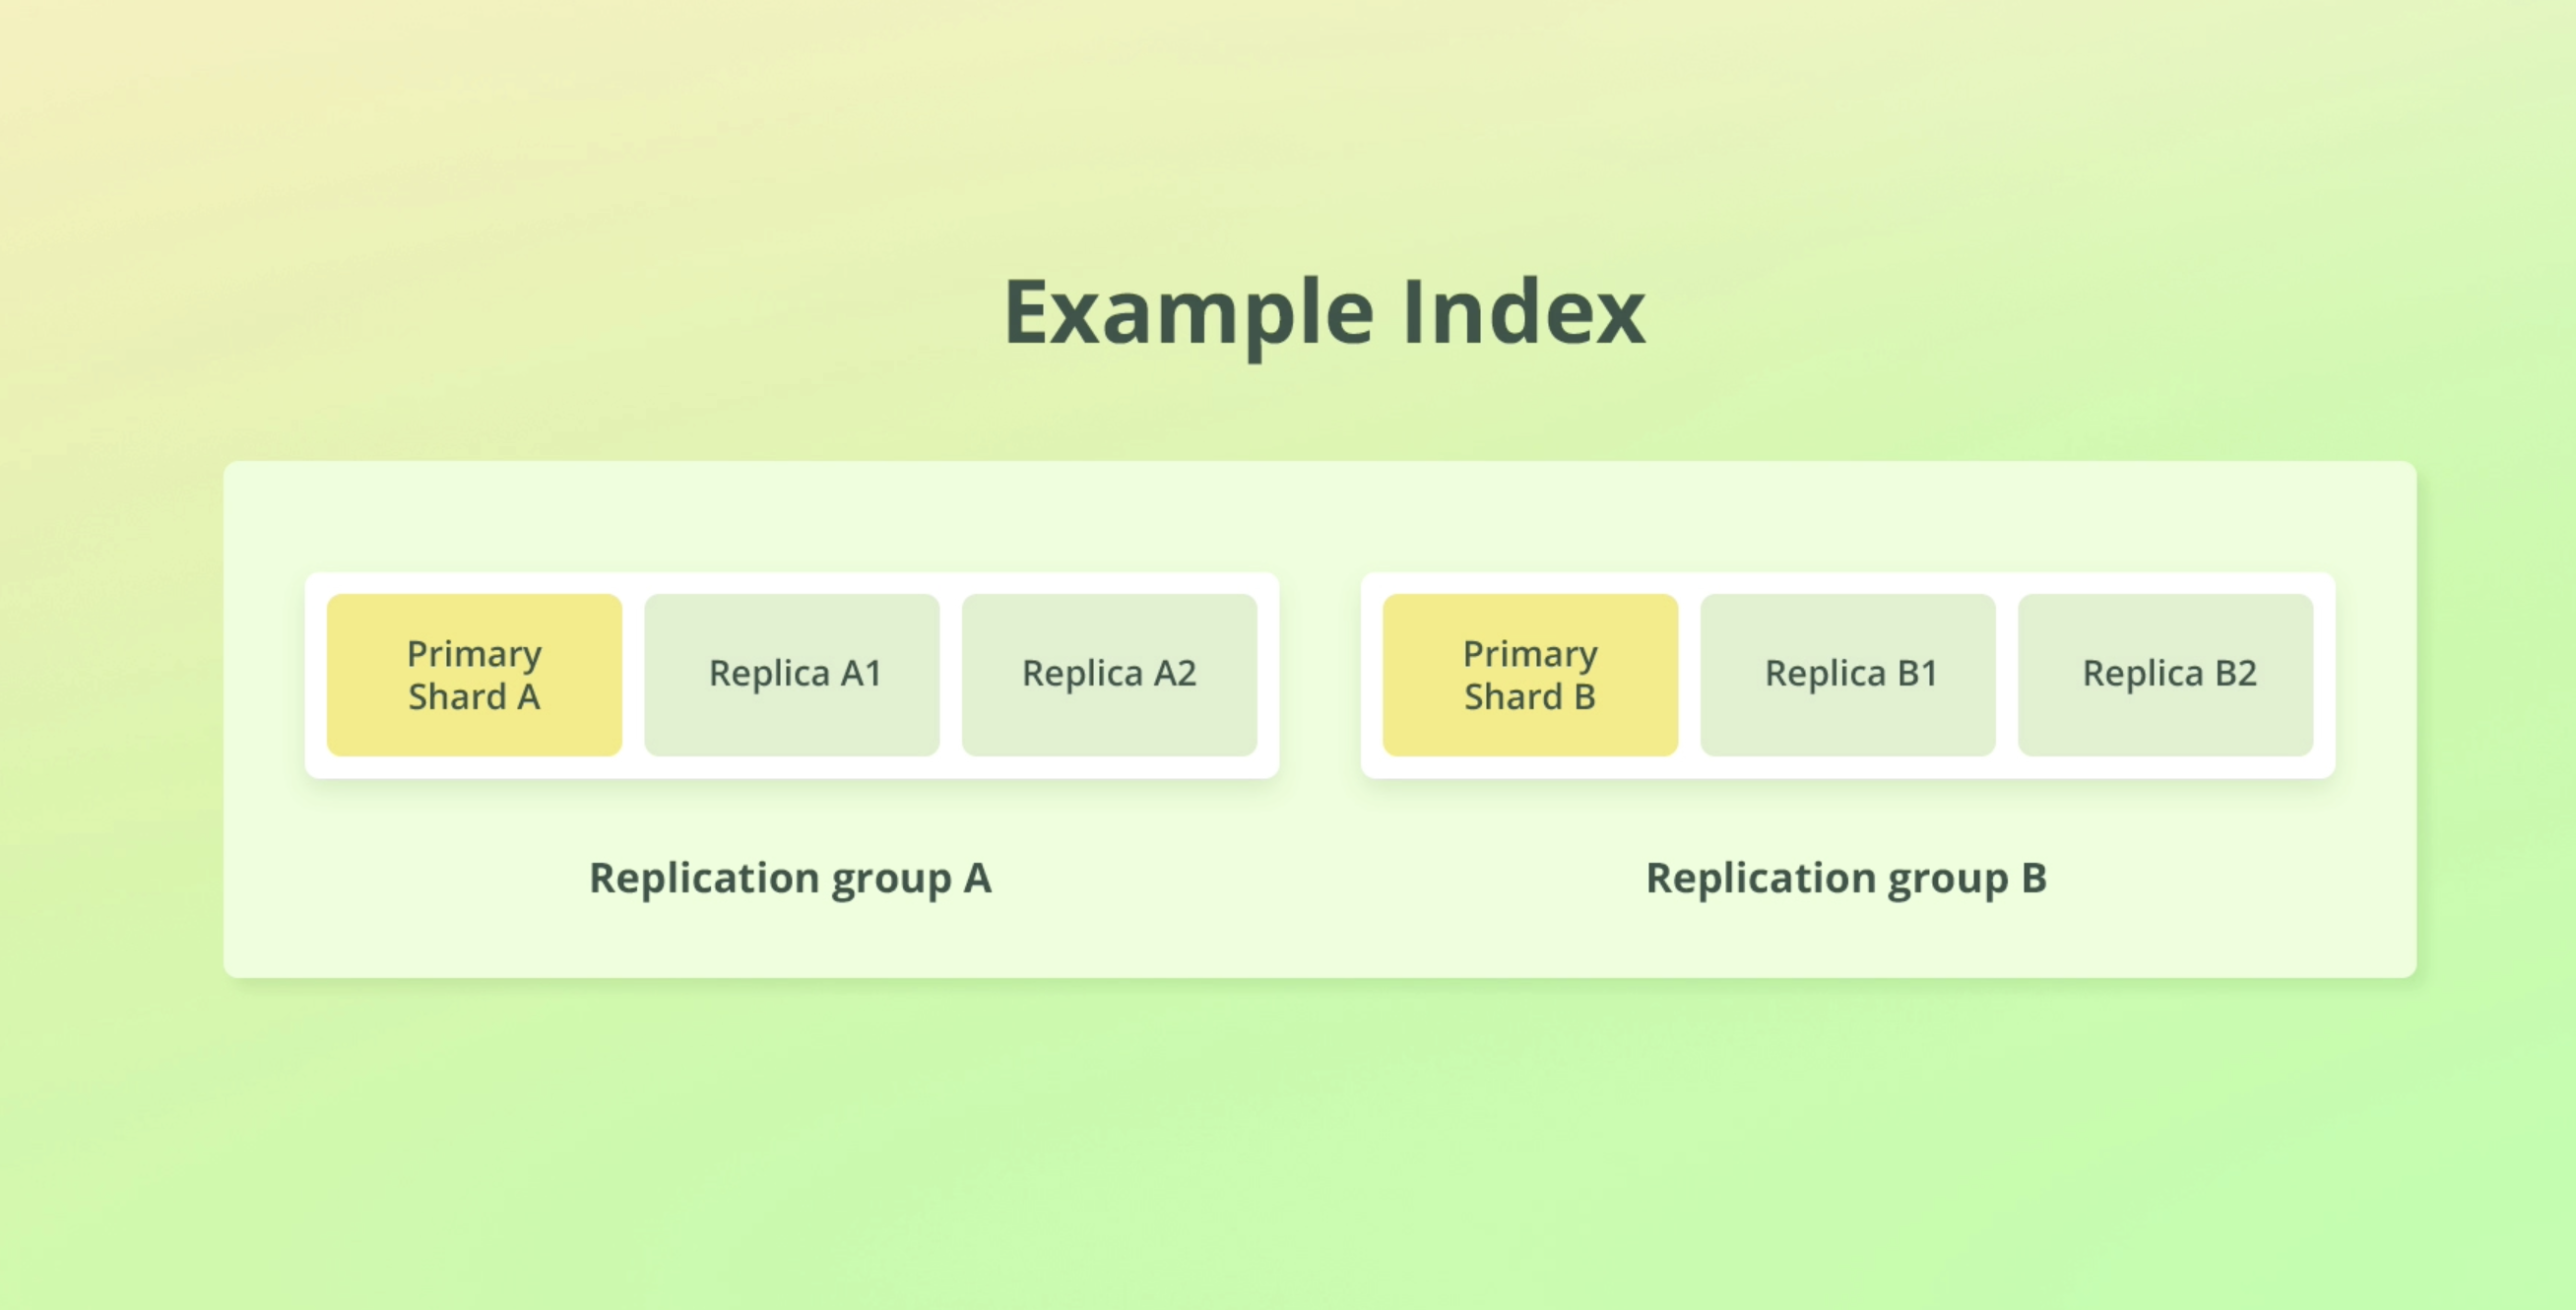 Example Index
Primary
Shard A
Replica A1
Replica A2
Primary
Shard B
Replica B1
Replica B2
Replication group A
Replication group B